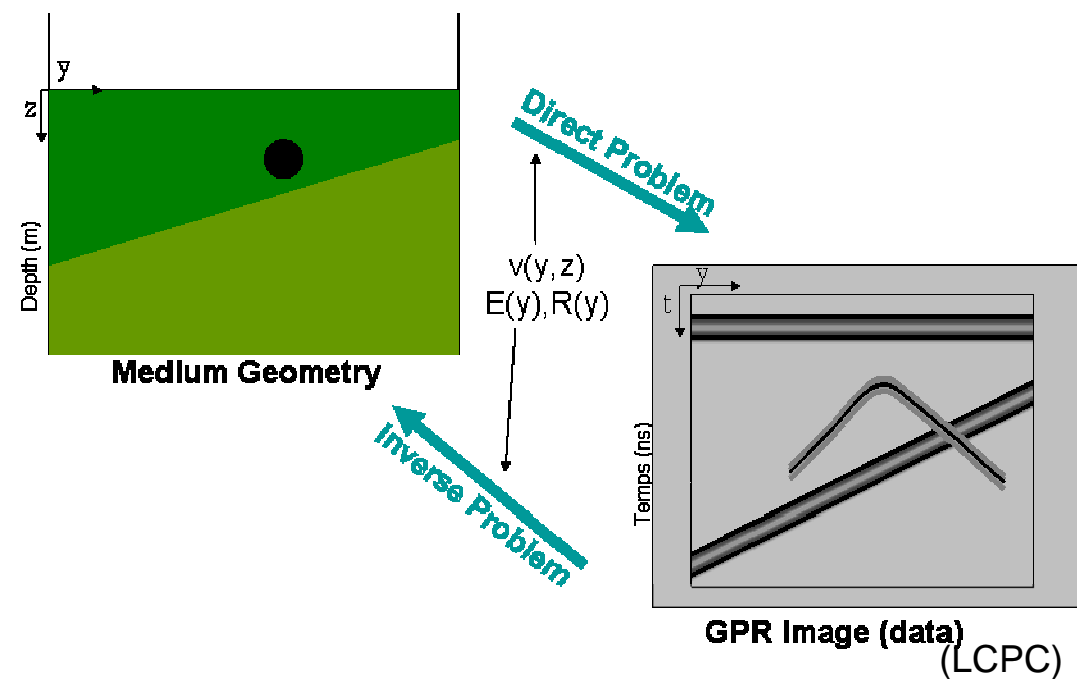 y
z
Depth (m)
Medium Geometry
Direct Problem
v(y,z)
E(y),R(y)
Inverse Problem
y
t
Temps (ns)
GPR Image (data)
(LCPC)